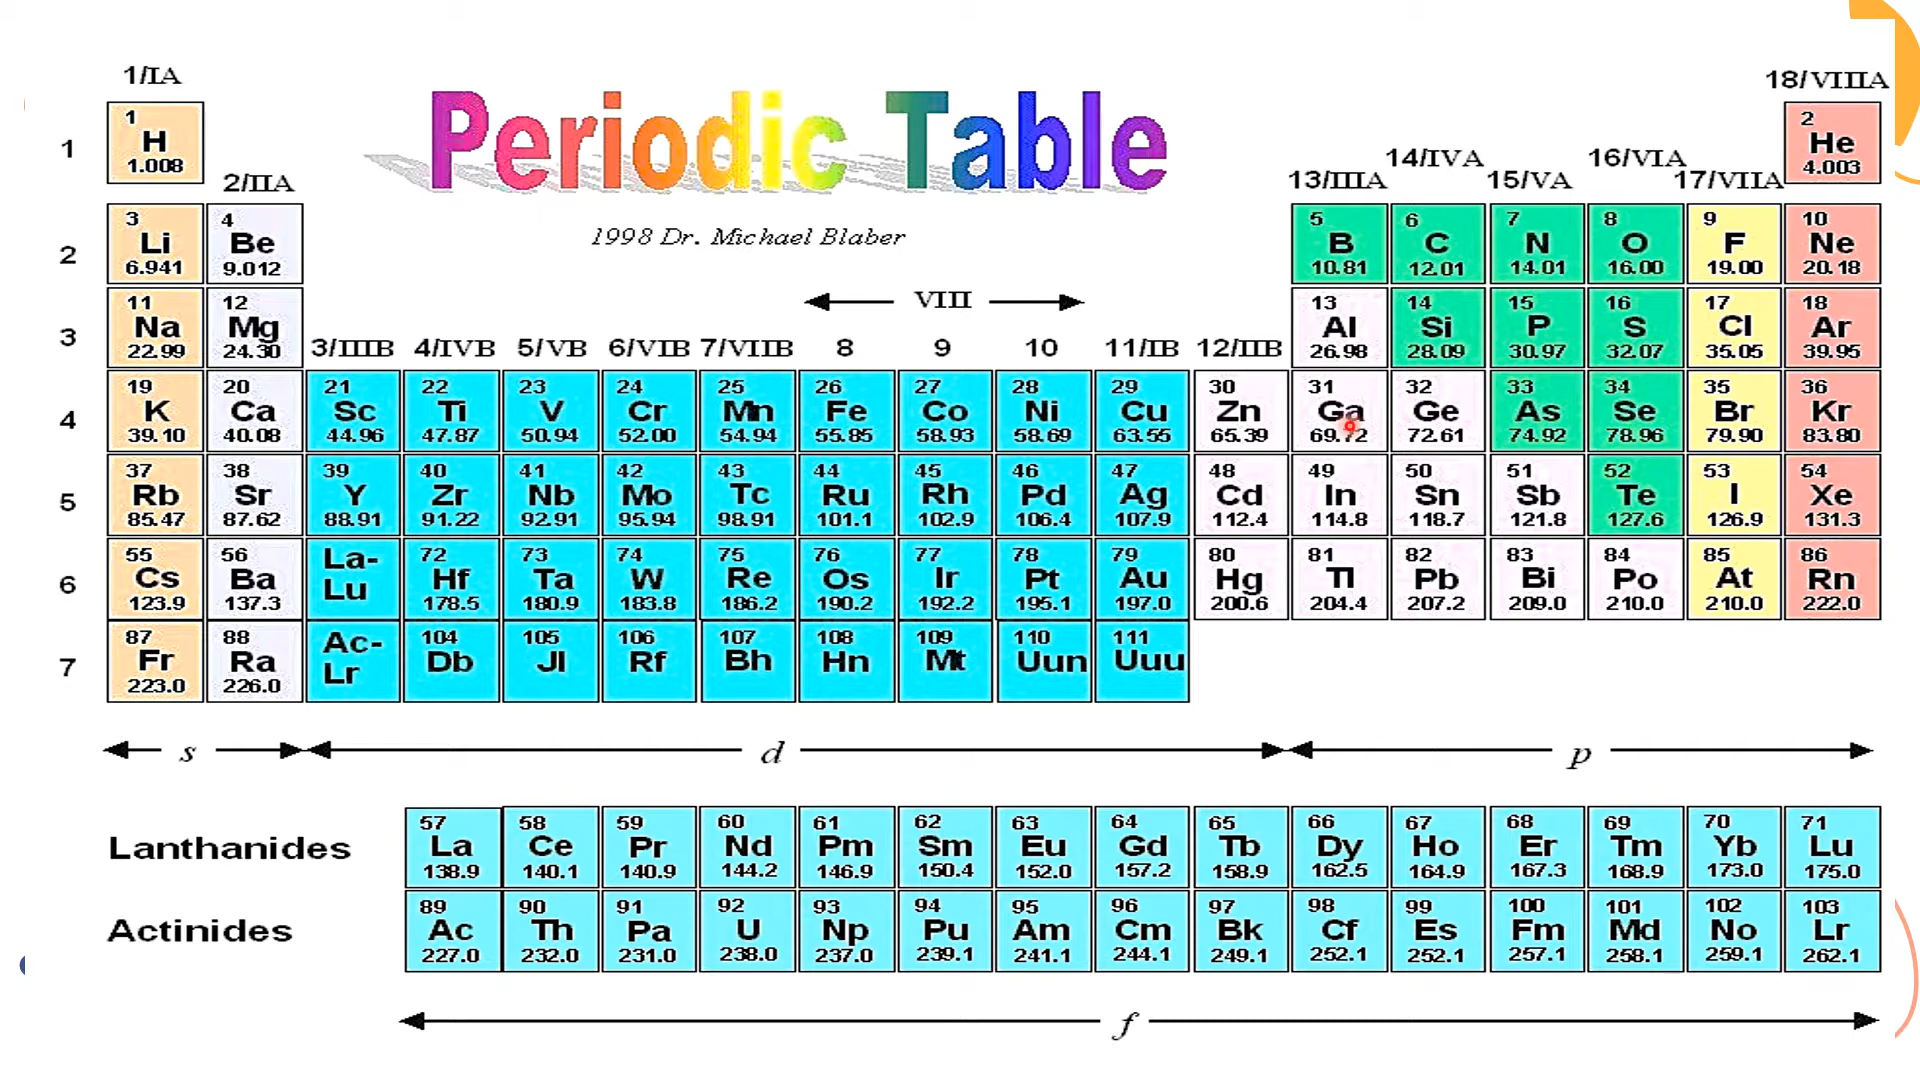 1/IA
18/VIIIA
Periodic Table
1998 Dr. Michael Blaber
2/IIA
13/IIIA 14/IVA 15/VA 16/VIA 17/VIIA
1 1 H 1.008 2 He 4.003
2 3 Li 6.941 4 Be 9.012 5 B 10.81 6 C 12.01 7 N 14.01 8 O 16.00 9 F 19.00 10 Ne 20.18
VIII
3 11 Na 22.99 12 Mg 24.30 3/IIIB 4/IVB 5/VB 6/VIB 7/VIIB 8 9 10 11/IB 12/IIB 13 Al 26.98 14 Si 28.09 15 P 30.97 16 S 32.07 17 Cl 35.05 18 Ar 39.95
4 19 K 39.10 20 Ca 40.08 21 Sc 44.96 22 Ti 47.87 23 V 50.94 24 Cr 52.00 25 Mn 54.94 26 Fe 55.85 27 Co 58.93 28 Ni 58.69 29 Cu 63.55 30 Zn 65.39 31 Ga 69.72 32 Ge 72.61 33 As 74.92 34 Se 78.96 35 Br 79.90 36 Kr 83.80
5 37 Rb 85.47 38 Sr 87.62 39 Y 88.91 40 Zr 91.22 41 Nb 92.91 42 Mo 95.94 43 Tc 98.91 44 Ru 101.1 45 Rh 102.9 46 Pd 106.4 47 Ag 107.9 48 Cd 112.4 49 In 114.8 50 Sn 118.7 51 Sb 121.8 52 Te 127.6 53 I 126.9 54 Xe 131.3
6 55 Cs 123.9 56 Ba 137.3 La-Lu 72 Hf 178.5 73 Ta 180.9 74 W 183.8 75 Re 186.2 76 Os 190.2 77 Ir 192.2 78 Pt 195.1 79 Au 197.0 80 Hg 200.6 81 Tl 204.4 82 Pb 207.2 83 Bi 209.0 84 Po 210.0 85 At 210.0 86 Rn 222.0
7 87 Fr 223.0 88 Ra 226.0 Ac-Lr 104 Db 105 Jl 106 Rf 107 Bh 108 Hn 109 Mt 110 Uun 111 Uuu
s d p
Lanthanides 57 La 138.9 58 Ce 140.1 59 Pr 140.9 60 Nd 144.2 61 Pm 146.9 62 Sm 150.4 63 Eu 152.0 64 Gd 157.2 65 Tb 158.9 66 Dy 162.5 67 Ho 164.9 68 Er 167.3 69 Tm 168.9 70 Yb 173.0 71 Lu 175.0
Actinides 89 Ac 227.0 90 Th 232.0 91 Pa 231.0 92 U 238.0 93 Np 237.0 94 Pu 239.1 95 Am 241.1 96 Cm 244.1 97 Bk 249.1 98 Cf 252.1 99 Es 252.1 100 Fm 257.1 101 Md 258.1 102 No 259.1 103 Lr 262.1
f